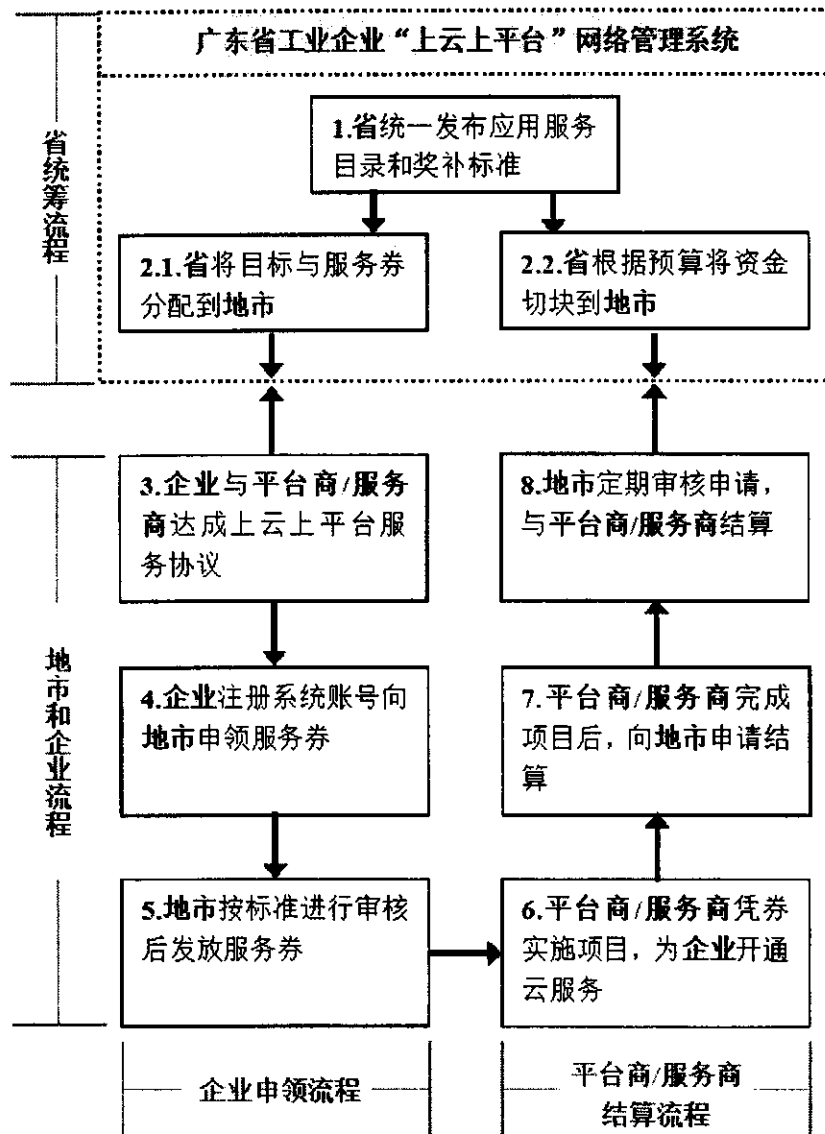 广东省工业企业“上云上平台”网络管理系统
省统筹流程
1.省统一发布应用服务
目录和奖补标准
2.1.省将目标与服务券
分配到地市
2.2.省根据预算将资金
切块到地市
地市和企业流程
3.企业与平台商/服务
商达成上云上平台服
务协议
8.地市定期审核申请,
与平台商/服务商结算
4.企业注册系统账号向
地市申领服务券
7.平台商/服务商完成
项目后,向地市申请结
算
5.地市按标准进行审核
后发放服务券
6.平台商/服务商凭券
实施项目,为企业开通
云服务
企业申领流程
平台商/服务商
结算流程